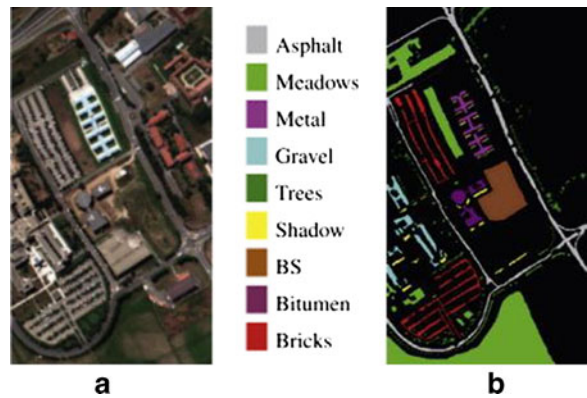 Asphalt
Meadows
Metal
Gravel
Trees
Shadow
BS
Bitumen
Bricks
a
b